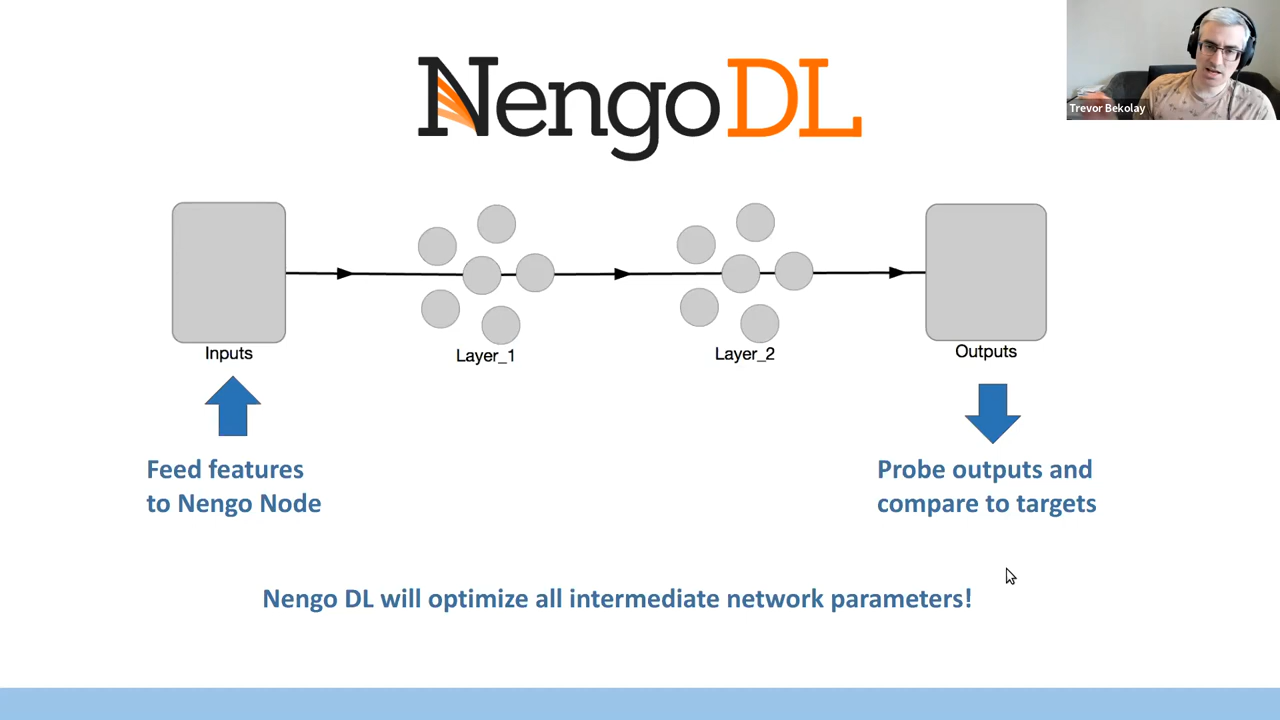 NengoDL
Trevor Bekolay
Inputs
Layer_1
Layer_2
Outputs
Feed features
to Nengo Node
Probe outputs and
compare to targets
Nengo DL will optimize all intermediate network parameters!